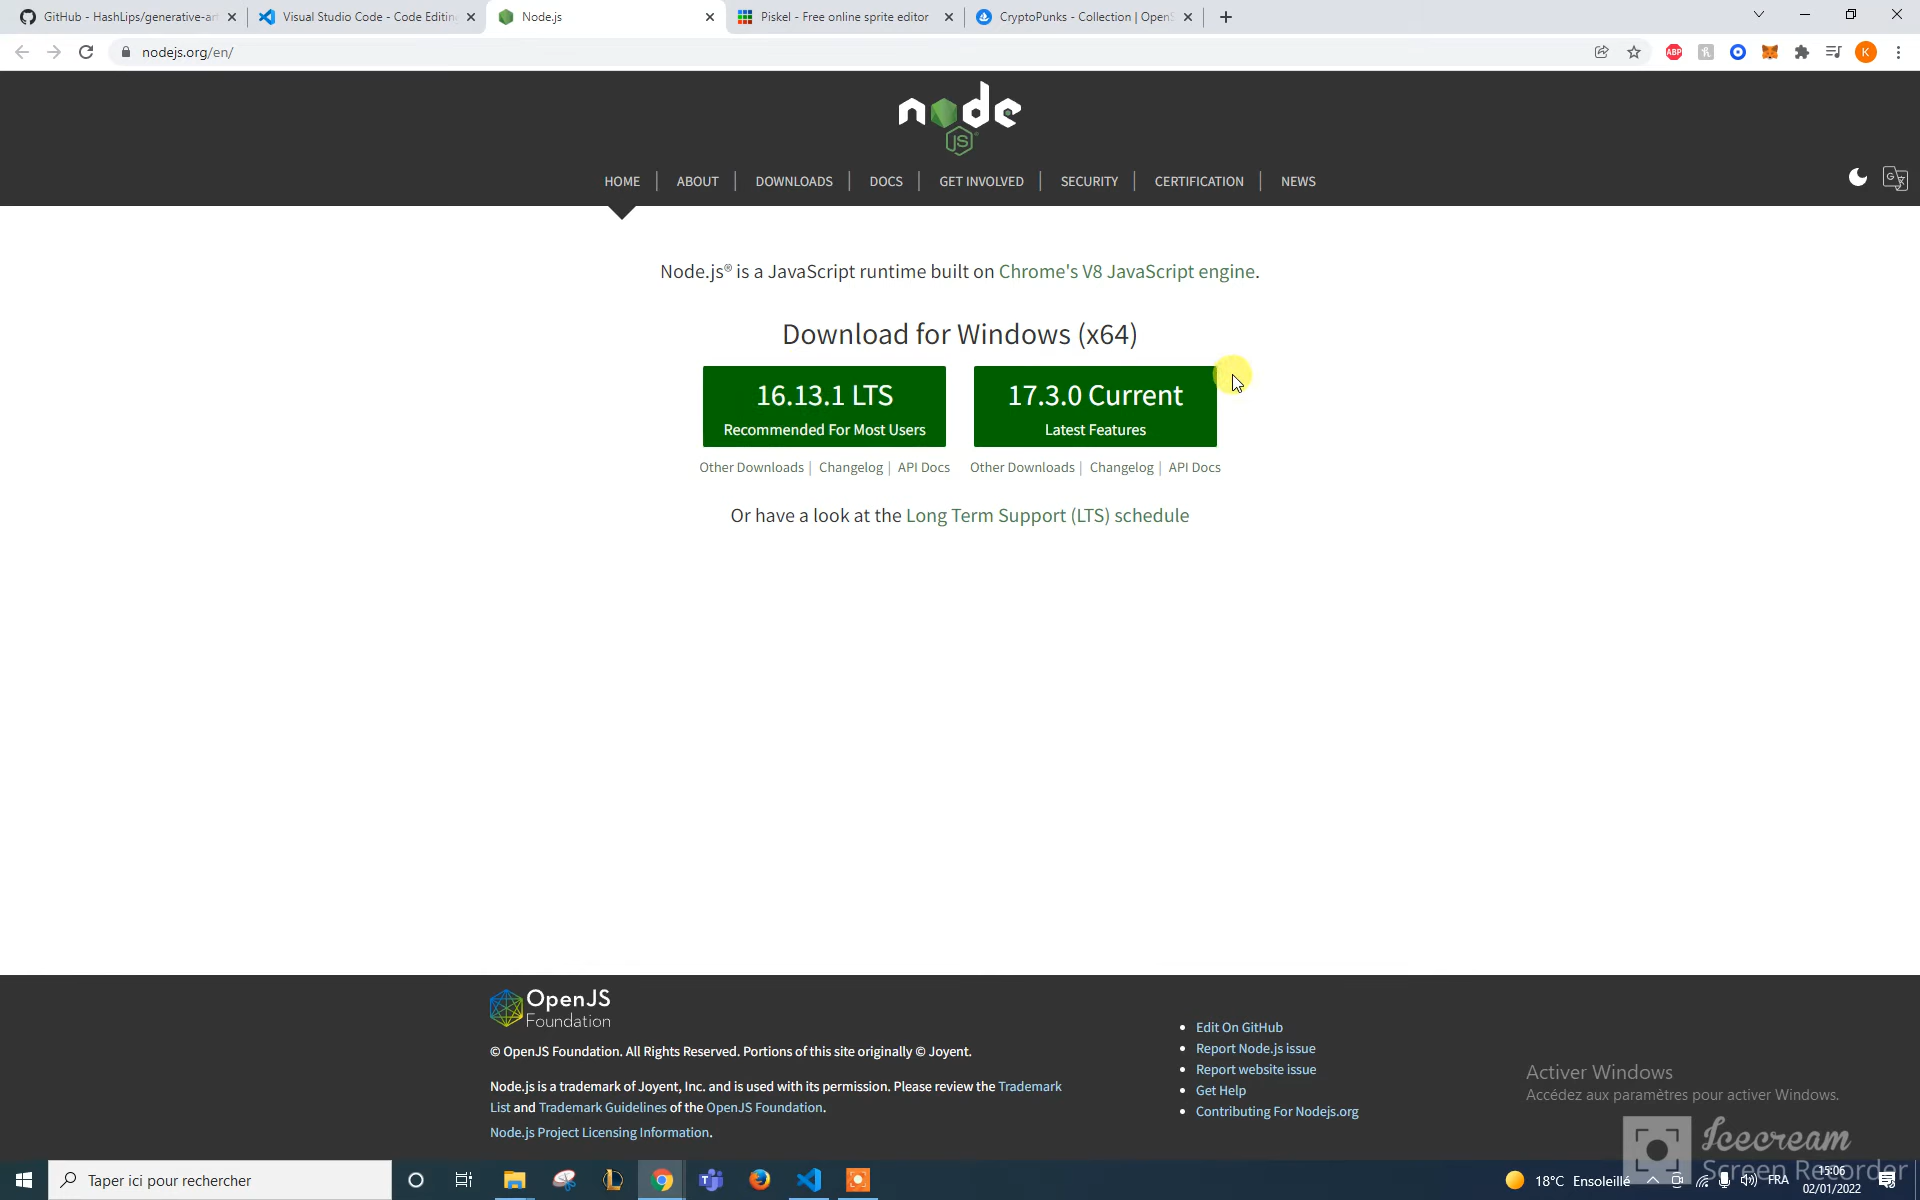 GitHub - HashLips/generative-ar
Visual Studio Code - Code Editin
Node.js
Piskel - Free online sprite editor
CryptoPunks - Collection | OpenS
nodejs.org/en/
ABP
K
node
JS
HOME
ABOUT
DOWNLOADS
DOCS
GET INVOLVED
SECURITY
CERTIFICATION
NEWS
Node.js® is a JavaScript runtime built on Chrome's V8 JavaScript engine.
Download for Windows (x64)
16.13.1 LTS
Recommended For Most Users
17.3.0 Current
Latest Features
Other Downloads | Changelog | API Docs
Other Downloads | Changelog | API Docs
Or have a look at the Long Term Support (LTS) schedule
OpenJS
Foundation
© OpenJS Foundation. All Rights Reserved. Portions of this site originally © Joyent.
Node.js is a trademark of Joyent, Inc. and is used with its permission. Please review the Trademark
List and Trademark Guidelines of the OpenJS Foundation.
Node.js Project Licensing Information.
Edit On GitHub
Report Node.js issue
Report website issue
Get Help
Contributing For Nodejs.org
Activer Windows
Accédez aux paramètres pour activer Windows.
Icecream
Screen Recorder
Taper ici pour rechercher
18°C Ensoleillé
FRA
15:06
02/01/2022